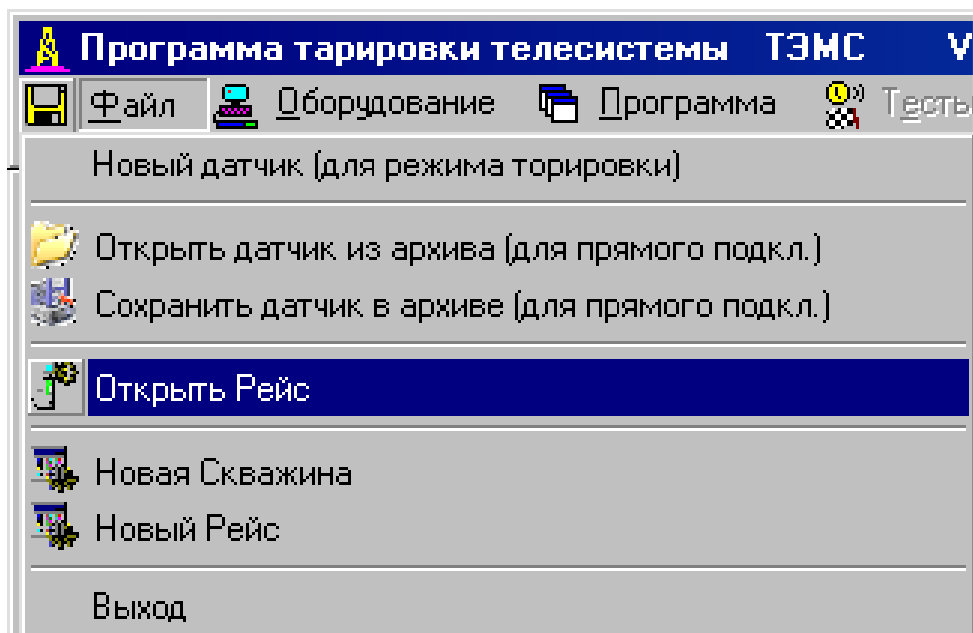 Программа тарировки телесистемы ТЭМС V
Файл Оборудование Программа Тесты
Новый датчик (для режима торировки)
Открыть датчик из архива (для прямого подкл.)
Сохранить датчик в архиве (для прямого подкл.)
Открыть Рейс
Новая Скважина
Новый Рейс
Выход